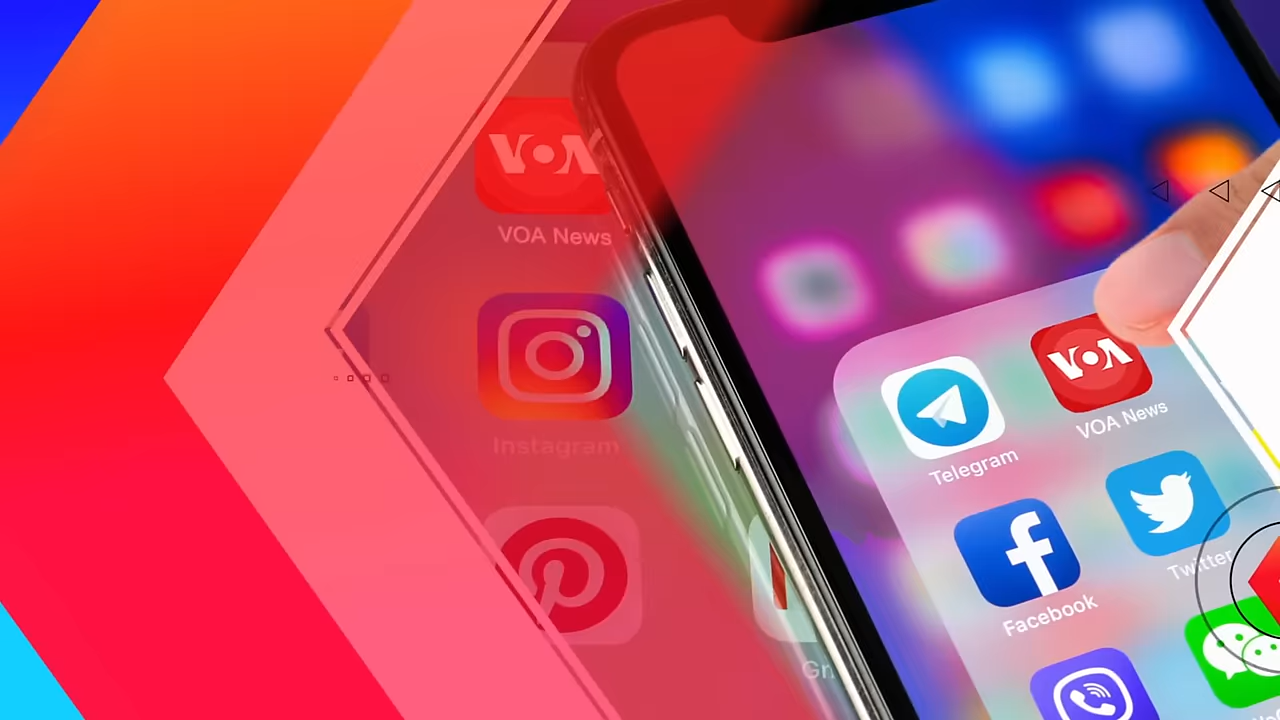 VOA
VOA News
Instagram
VOA
VOA News
Telegram
Twitter
Facebook